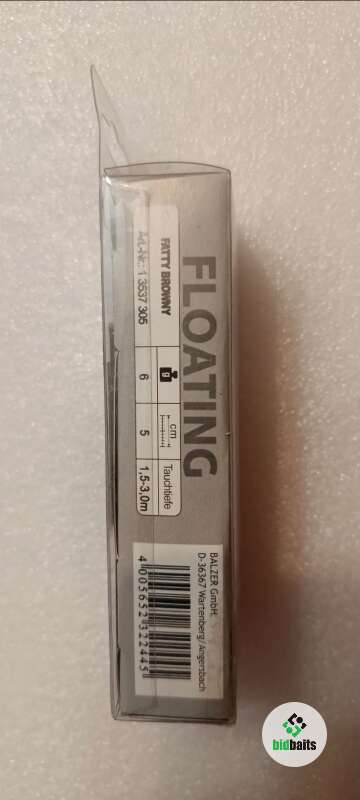 FLOATING
FATTY BROWNY
Art.-Nr.: 1 3537 305
g
6
cm
5
Tauchtiefe
1,5-3,0m
BALZER GmbH.
D-36367 Wartenberg/Angersbach
4 005652 322445
bidbaits